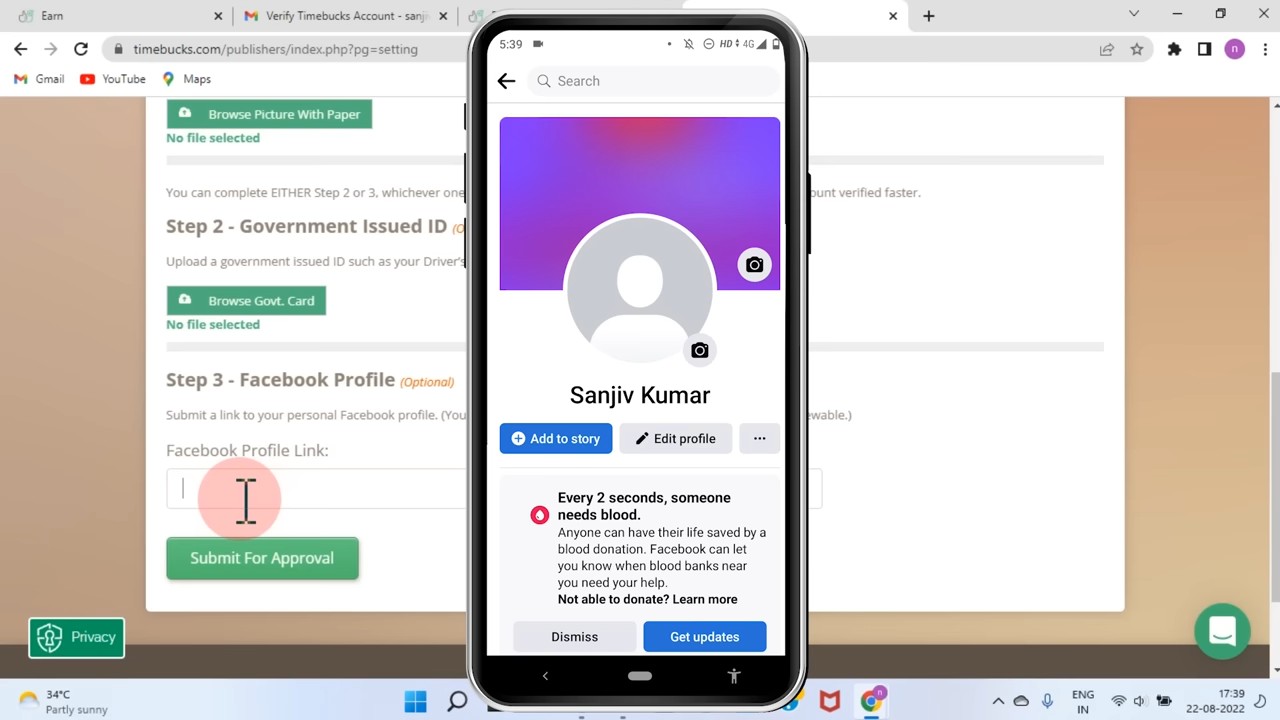 Earn
Verify Timebucks Account - sanji
timebucks.com/publishers/index.php?pg=setting
n
Gmail
YouTube
Maps
Browse Picture With Paper
No file selected
You can complete EITHER Step 2 or 3, whichever one
ount verified faster.
Step 2 - Government Issued ID (O
Upload a government issued ID such as your Driver's
Browse Govt. Card
No file selected
Step 3 - Facebook Profile (Optional)
Submit a link to your personal Facebook profile. (You
ewable.)
Facebook Profile Link:
Submit For Approval
Privacy
5:39
HD 4G
Search
Sanjiv Kumar
Add to story
Edit profile
Every 2 seconds, someone
needs blood.
Anyone can have their life saved by a
blood donation. Facebook can let
you know when blood banks near
you need your help.
Not able to donate? Learn more
Dismiss
Get updates
34°C
Partly sunny
n
ENG
IN
17:39
22-08-2022